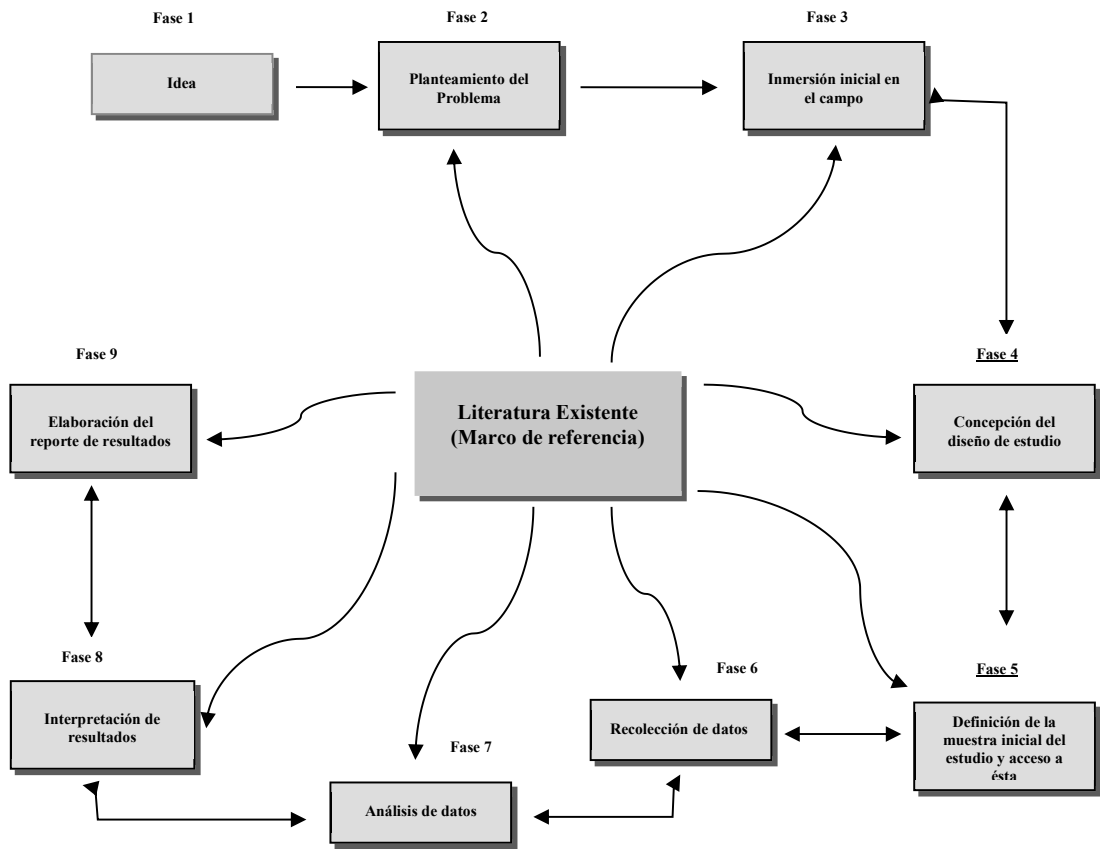 Fase 1
Idea
Fase 2
Planteamiento del
Problema
Fase 3
Inmersión inicial en
el campo
Fase 4
Concepción del
diseño de estudio
Literatura Existente
(Marco de referencia)
Fase 9
Elaboración del
reporte de resultados
Fase 8
Interpretación de
resultados
Fase 7
Análisis de datos
Fase 6
Recolección de datos
Fase 5
Definición de la
muestra inicial del
estudio y acceso a
ésta